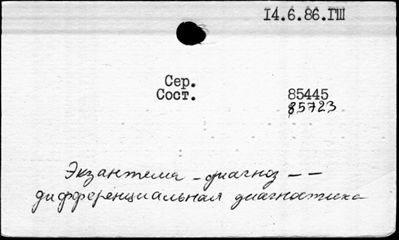 14.6.86.ГШ
Сер.
Сост. 85445
85723
Экзантема - диагноз --
дифференциальная диагностика